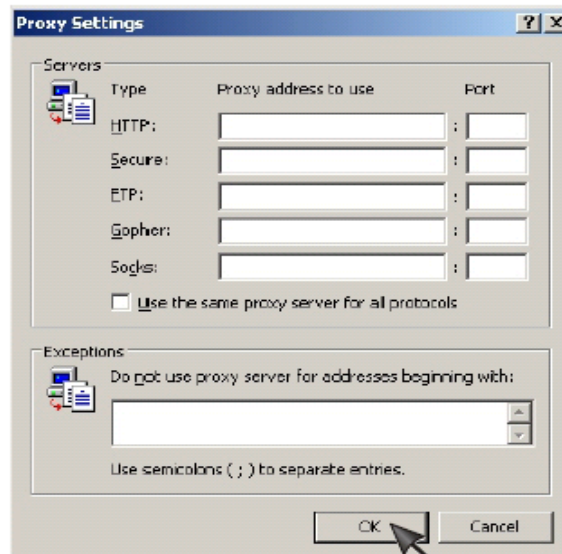 Proxy Settings
Servers
Type Proxy address to use Port
HTTP: :
Secure: :
FTP: :
Gopher: :
Socks: :
Use the same proxy server for all protocols
Exceptions
Do not use proxy server for addresses beginning with:
Use semicolons ( ; ) to separate entries.
OK Cancel